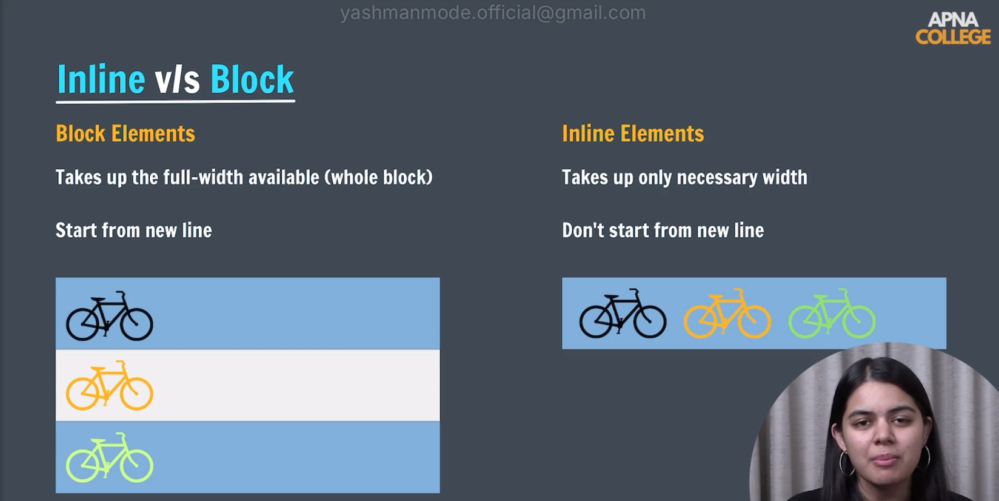 yashmanmode.official@gmail.com
APNA
COLLEGE
Inline v/s Block
Block Elements
Takes up the full-width available (whole block)
Start from new line
Inline Elements
Takes up only necessary width
Don't start from new line